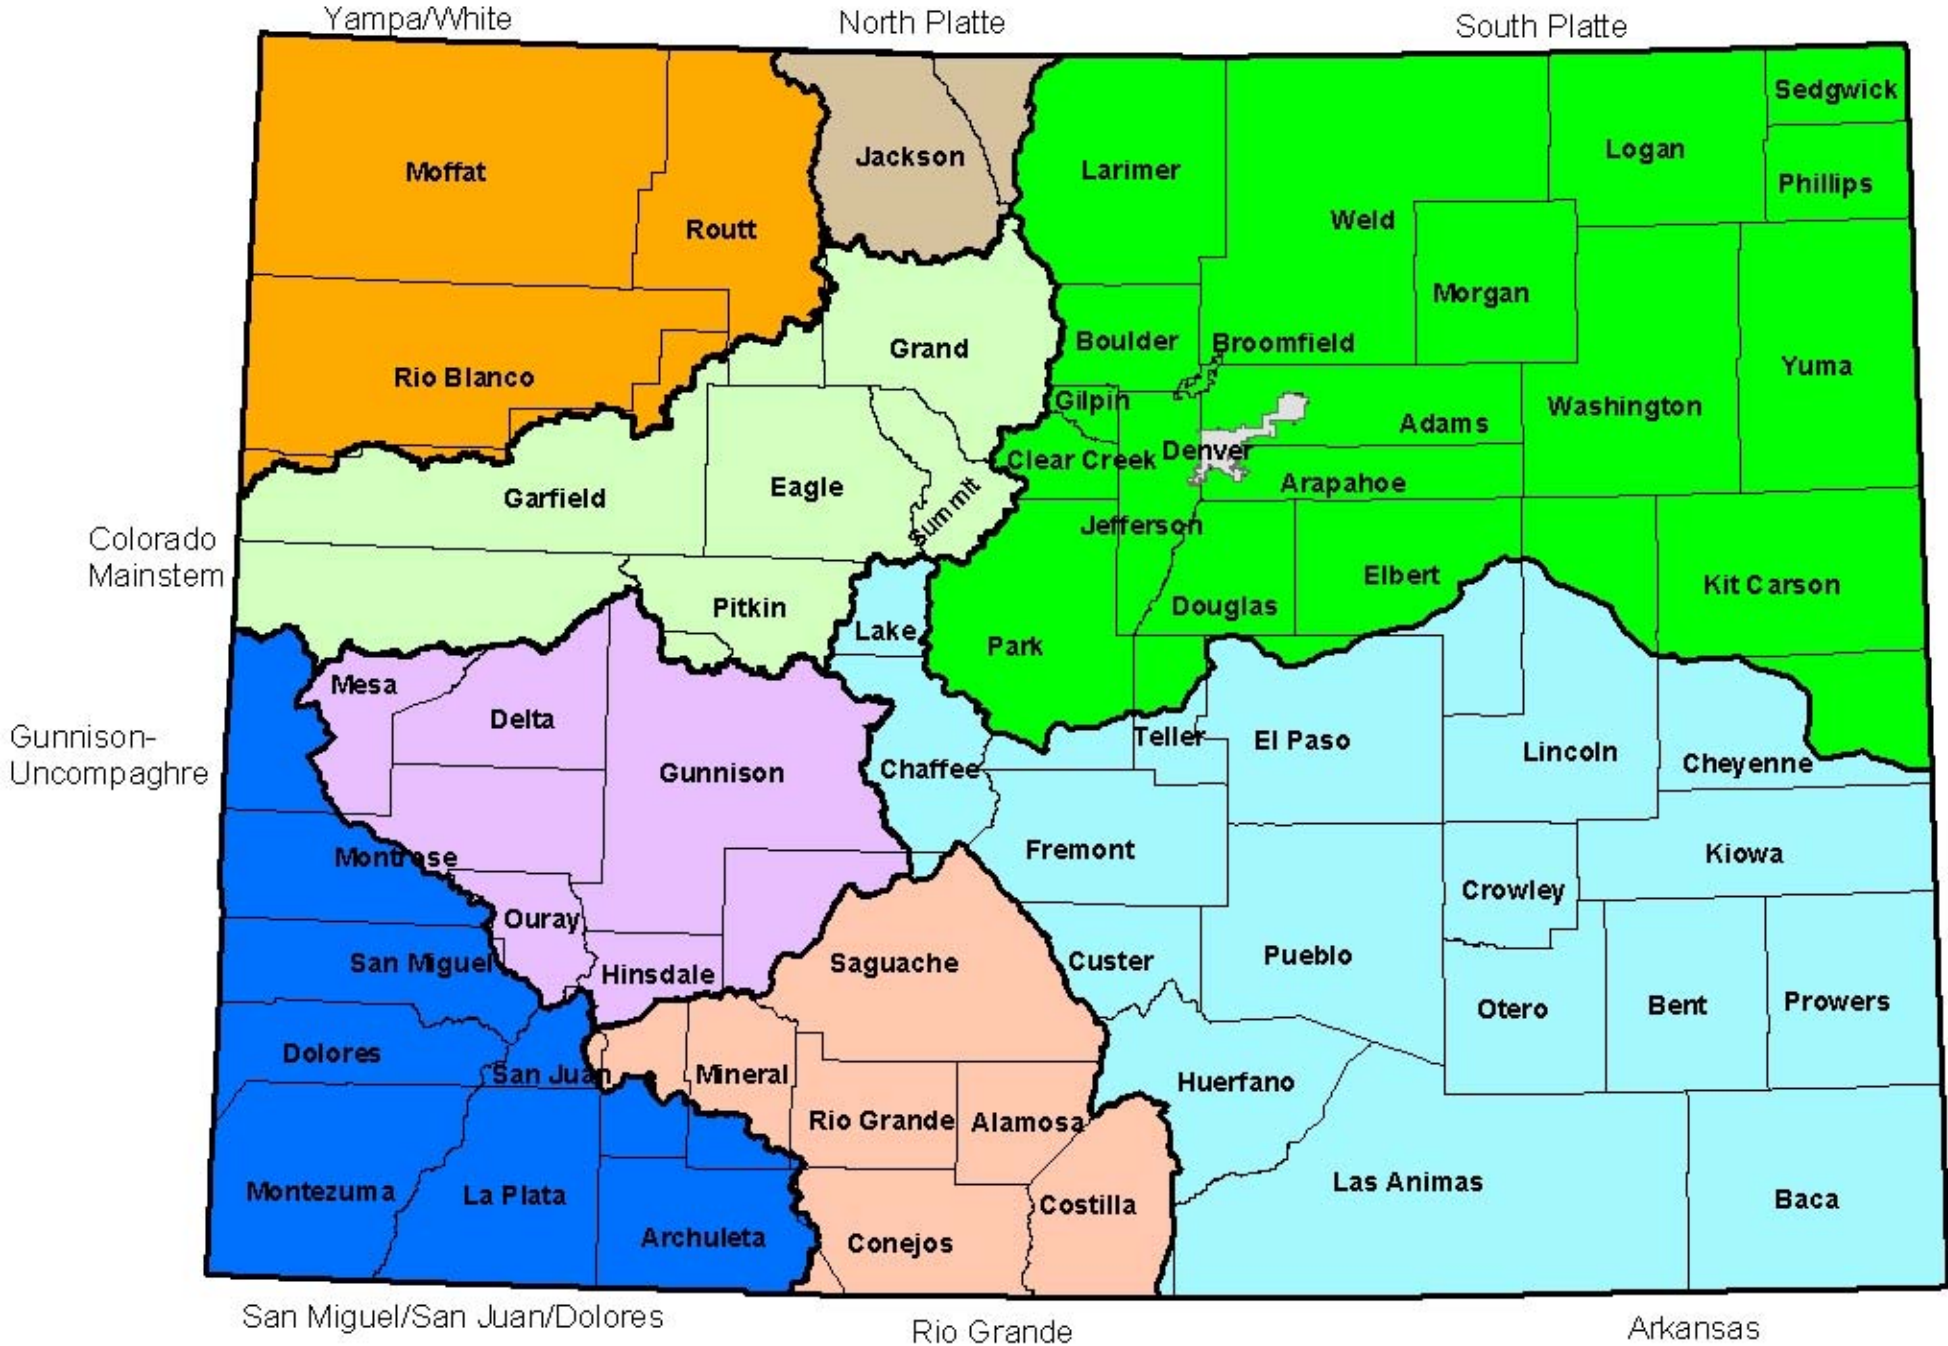 Yampa/White
North Platte
South Platte
Sedgwick
Moffat
Jackson
Larimer
Logan
Phillips
Routt
Weld
Morgan
Rio Blanco
Grand
Boulder
Broomfield
Yuma
Gilpin
Washington
Adams
Clear Creek
Denver
Arapahoe
Garfield
Eagle
Summit
Jefferson
Colorado
Mainstem
Elbert
Kit Carson
Pitkin
Douglas
Lake
Park
Mesa
Delta
Gunnison-
Uncompaghre
Gunnison
Chaffee
Teller
El Paso
Lincoln
Cheyenne
Montrose
Fremont
Kiowa
Crowley
Ouray
San Miguel
Hinsdale
Saguache
Custer
Pueblo
Otero
Bent
Prowers
Dolores
San Juan
Mineral
Huerfano
Rio Grande
Alamosa
Montezuma
La Plata
Costilla
Las Animas
Baca
Archuleta
Conejos
San Miguel/San Juan/Dolores
Rio Grande
Arkansas